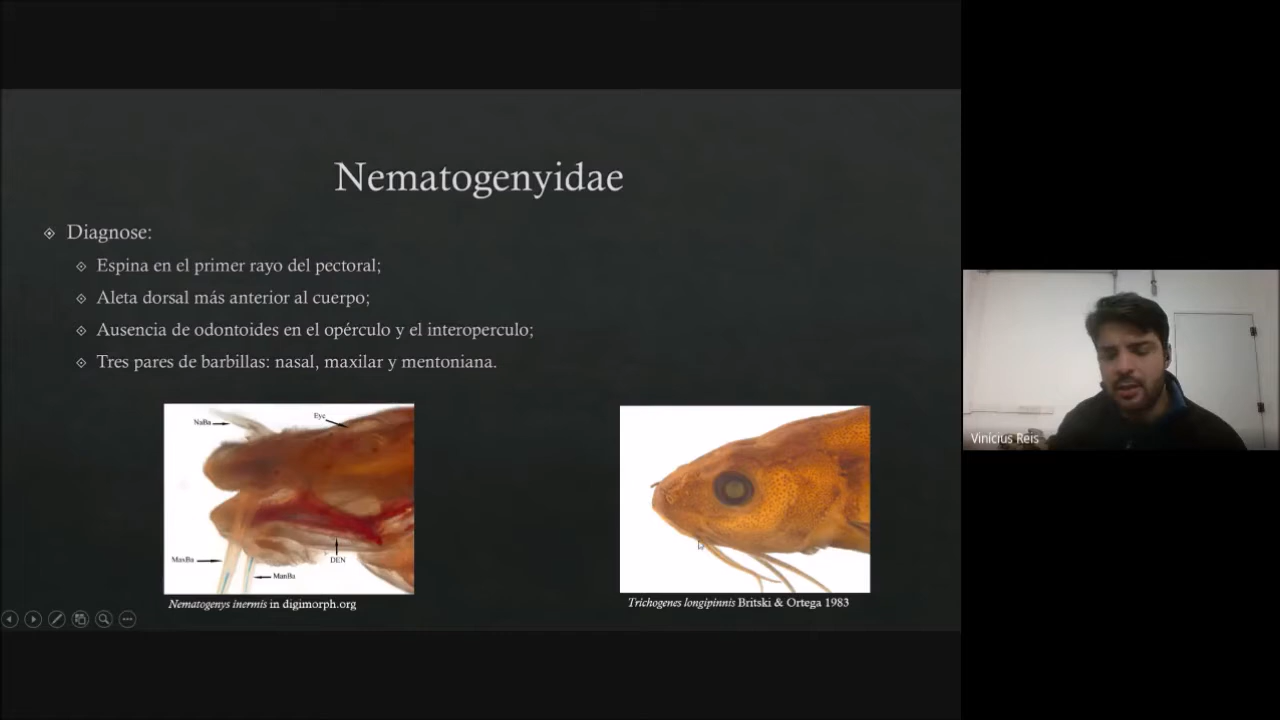 Nematogenyidae
Diagnose:
Espina en el primer rayo del pectoral;
Aleta dorsal más anterior al cuerpo;
Ausencia de odontoides en el opérculo y el interoperculo;
Tres pares de barbillas: nasal, maxilar y mentoniana.
NaBa
Eye
MaxBa
DEN
ManBa
Nematogenys inermis in digimorph.org
Trichogenes longipinnis Britski & Ortega 1983
Vinícius Reis